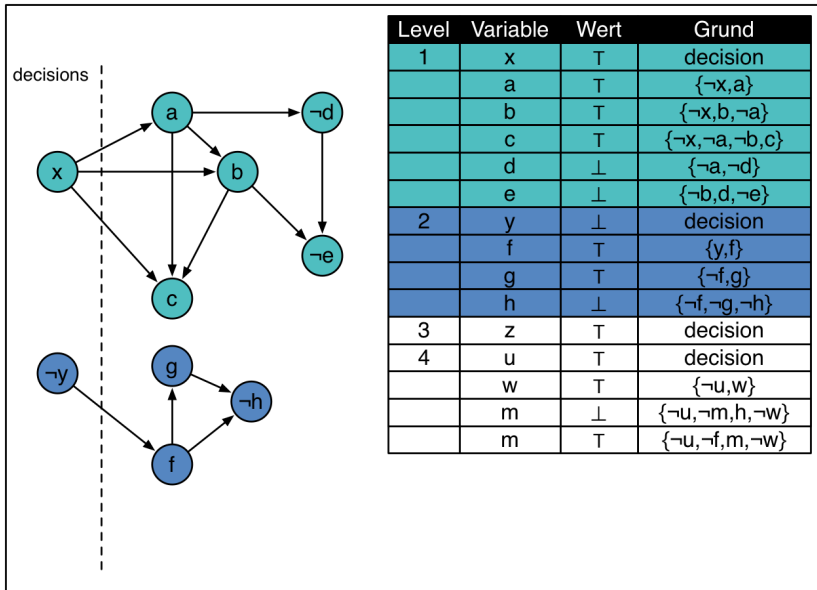 decisions
x
a
¬d
b
¬e
c
¬y
g
¬h
f
Level Variable Wert Grund
1 x ⊤ decision
a ⊤ {¬x,a}
b ⊤ {¬x,b,¬a}
c ⊤ {¬x,¬a,¬b,c}
d ⊥ {¬a,¬d}
e ⊥ {¬b,d,¬e}
2 y ⊥ decision
f ⊤ {y,f}
g ⊤ {¬f,g}
h ⊥ {¬f,¬g,¬h}
3 z ⊤ decision
4 u ⊤ decision
w ⊤ {¬u,w}
m ⊥ {¬u,¬m,h,¬w}
m ⊤ {¬u,¬f,m,¬w}